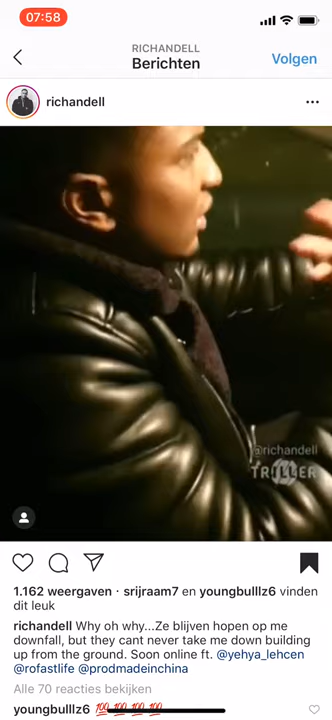 07:58
RICHANDELL
Berichten
Volgen
richandell
@richandell
TRILLER
1.162 weergaven · srijraam7 en youngbulllz6 vinden
dit leuk
richandell Why oh why...Ze blijven hopen op me
downfall, but they cant never take me down building
up from the ground. Soon online ft. @yehya_lehcen
@rofastlife @prodmadeinchina
Alle 70 reacties bekijken
youngbulllz6 💯💯💯💯